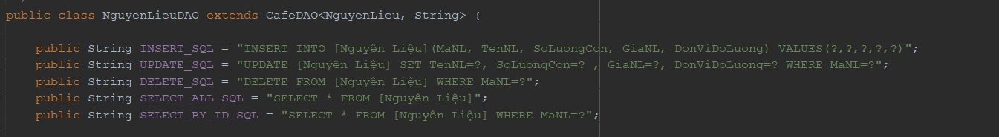 public class NguyenLieuDAO extends CafeDAO<NguyenLieu, String> {
public String INSERT_SQL = "INSERT INTO [Nguyên Liệu](MaNL, TenNL, SoLuongCon, GiaNL, DonViDoLuong) VALUES(?,?,?,?,?)";
public String UPDATE_SQL = "UPDATE [Nguyên Liệu] SET TenNL=?, SoLuongCon=? , GiaNL=?, DonViDoLuong=? WHERE MaNL=?";
public String DELETE_SQL = "DELETE FROM [Nguyên Liệu] WHERE MaNL=?";
public String SELECT_ALL_SQL = "SELECT * FROM [Nguyên Liệu]";
public String SELECT_BY_ID_SQL = "SELECT * FROM [Nguyên Liệu] WHERE MaNL=?";